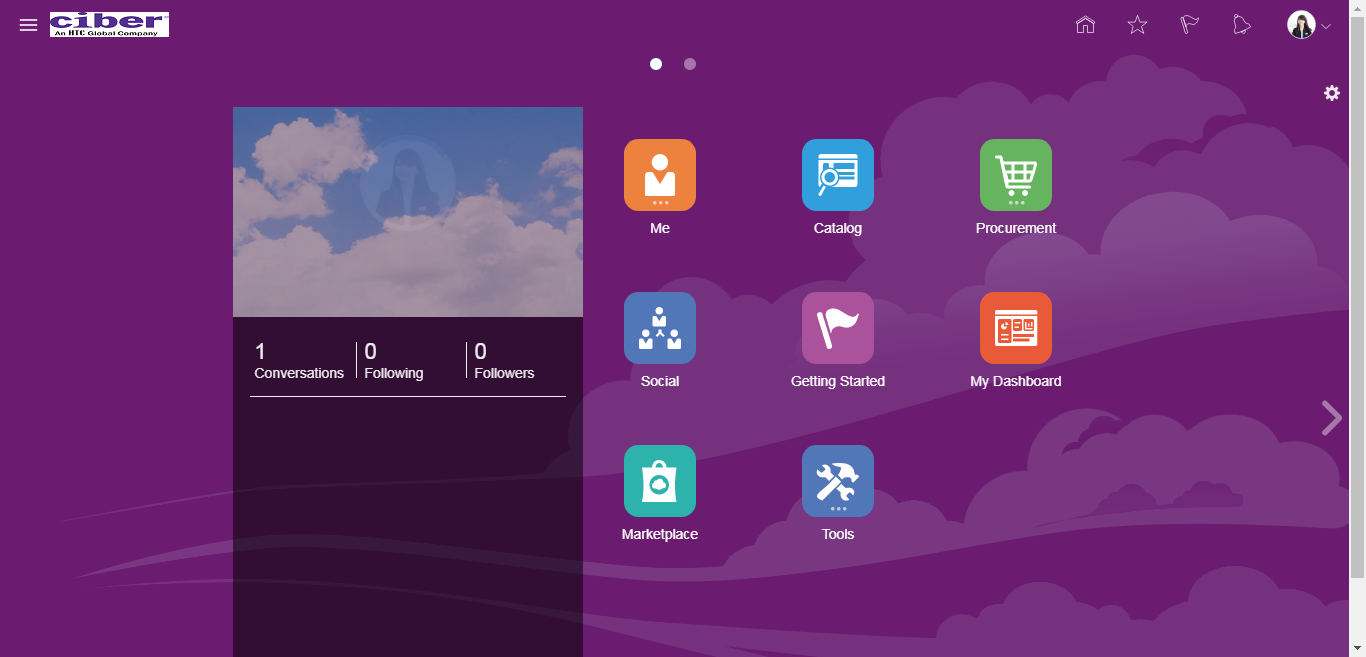 ciber
An HTC Global Company
Me
Catalog
Procurement
1
Conversations
0
Following
0
Followers
Social
Getting Started
My Dashboard
Marketplace
Tools